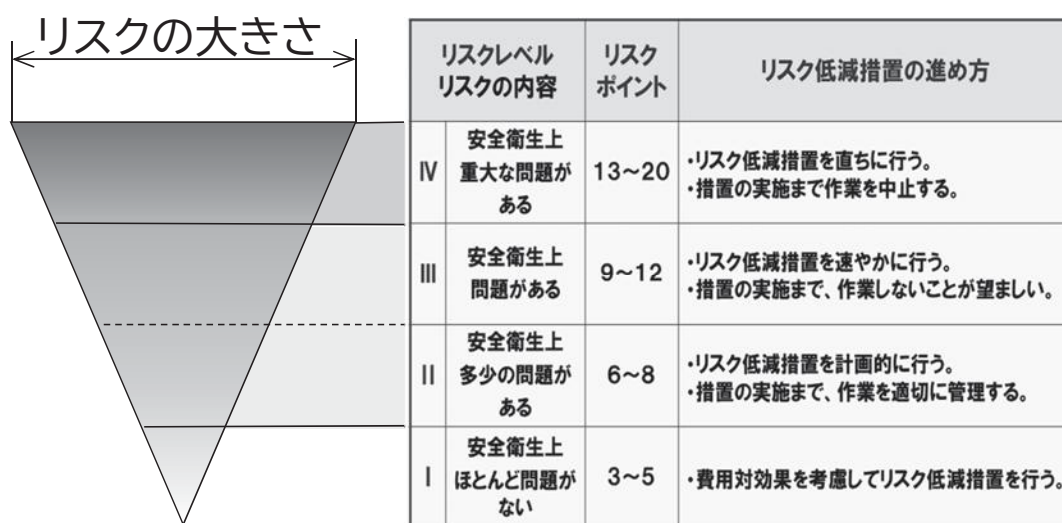 リスクの大きさ
リスクレベル
リスクの内容
リスク
ポイント
リスク低減措置の進め方
Ⅳ
安全衛生上
重大な問題が
ある
13～20
・リスク低減措置を直ちに行う。
・措置の実施まで作業を中止する。
Ⅲ
安全衛生上
問題がある
9～12
・リスク低減措置を速やかに行う。
・措置の実施まで、作業しないことが望ましい。
Ⅱ
安全衛生上
多少の問題が
ある
6～8
・リスク低減措置を計画的に行う。
・措置の実施まで、作業を適切に管理する。
Ⅰ
安全衛生上
ほとんど問題が
ない
3～5
・費用対効果を考慮してリスク低減措置を行う。